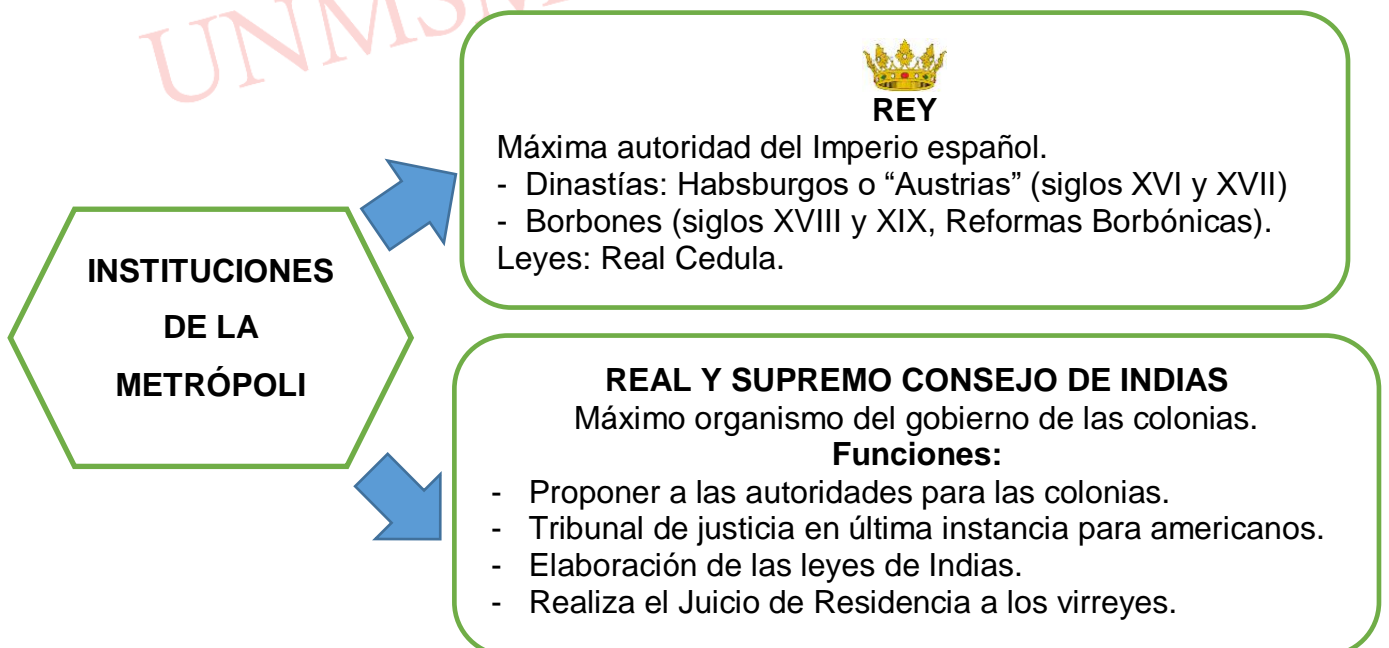 UNMSM
REY
Máxima autoridad del Imperio español.
- Dinastías: Habsburgos o “Austrias” (siglos XVI y XVII)
- Borbones (siglos XVIII y XIX, Reformas Borbónicas).
Leyes: Real Cedula.
INSTITUCIONES
DE LA
METRÓPOLI
REAL Y SUPREMO CONSEJO DE INDIAS
Máximo organismo del gobierno de las colonias.
Funciones:
- Proponer a las autoridades para las colonias.
- Tribunal de justicia en última instancia para americanos.
- Elaboración de las leyes de Indias.
- Realiza el Juicio de Residencia a los virreyes.